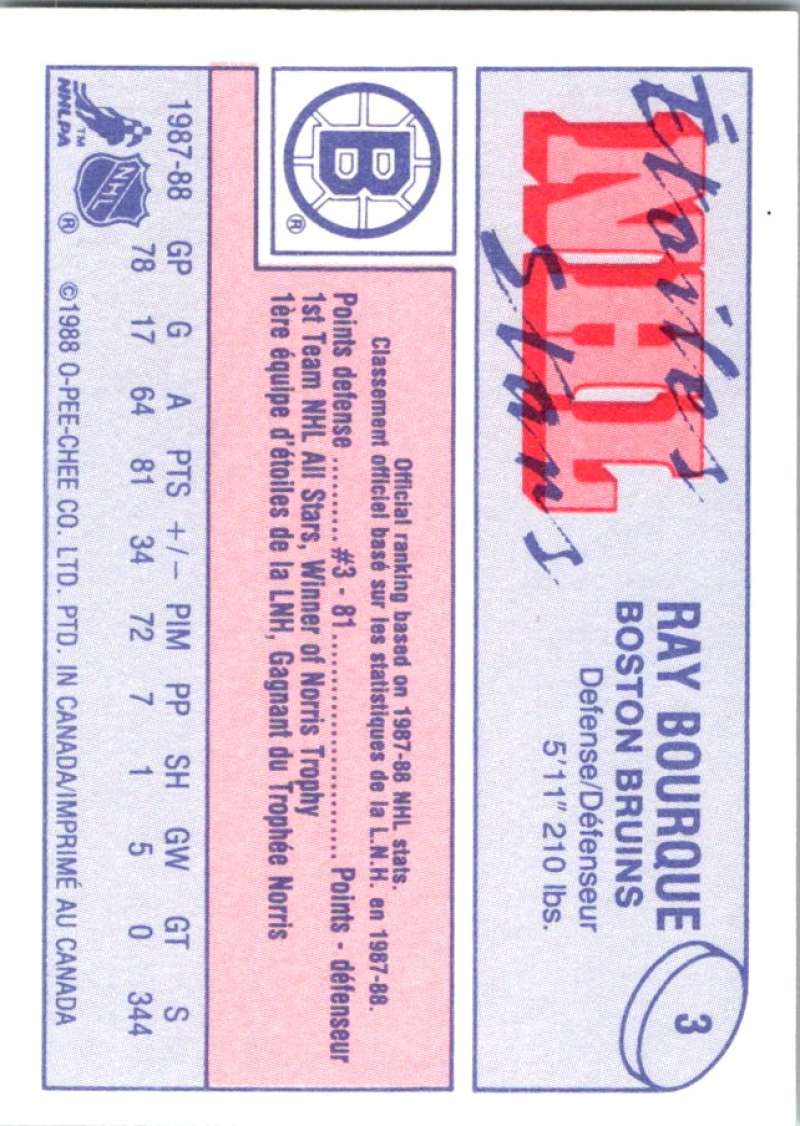 Étoiles
NHL
Stars
RAY BOURQUE
BOSTON BRUINS
Defense/Défenseur
5'11" 210 lbs.
3
B
®
Official ranking based on 1987-88 NHL stats.
Classement officiel basé sur les statistiques de la L.N.H. en 1987-88.
Points defense ......... #3 - 81 ......................... Points - défenseur
1st Team NHL All Stars, Winner of Norris Trophy
1ère équipe d'étoiles de la LNH, Gagnant du Trophée Norris
1987-88 GP G A PTS +/- PIM PP SH GW GT S
78 17 64 81 34 72 7 1 5 0 344
TM
NHLPA
NHL
®
©1988 O-PEE-CHEE CO. LTD. PTD. IN CANADA/IMPRIMÉ AU CANADA